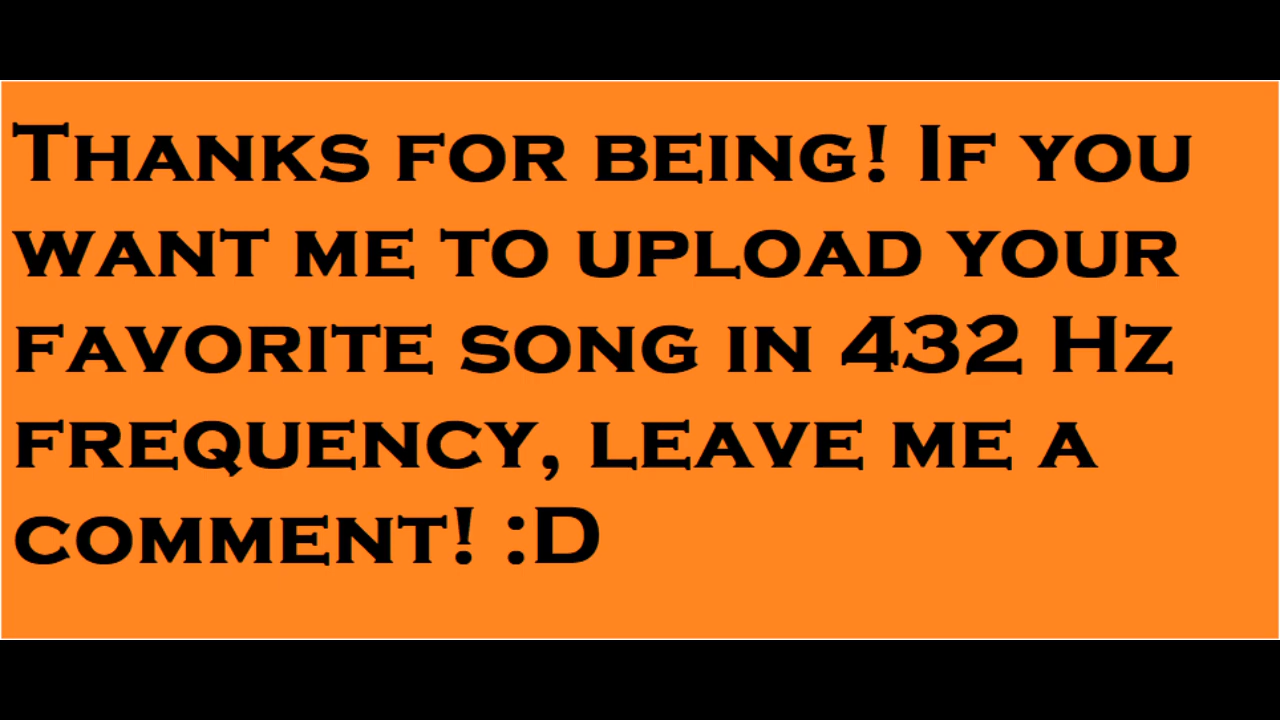 Thanks for being! If you
want me to upload your
favorite song in 432 Hz
frequency, leave me a
comment! :D